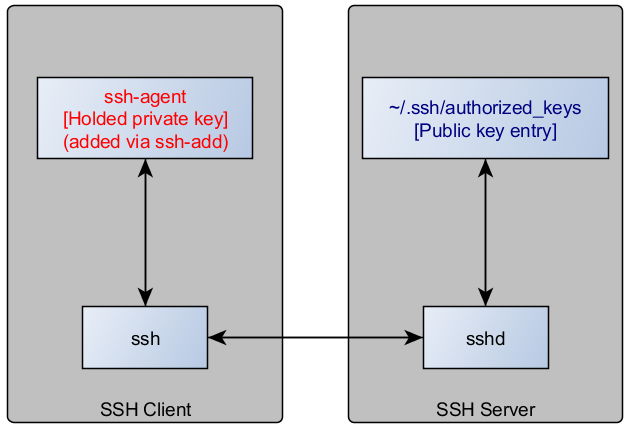 ssh-agent
[Holded private key]
(added via ssh-add)
~/.ssh/authorized_keys
[Public key entry]
ssh
sshd
SSH Client
SSH Server